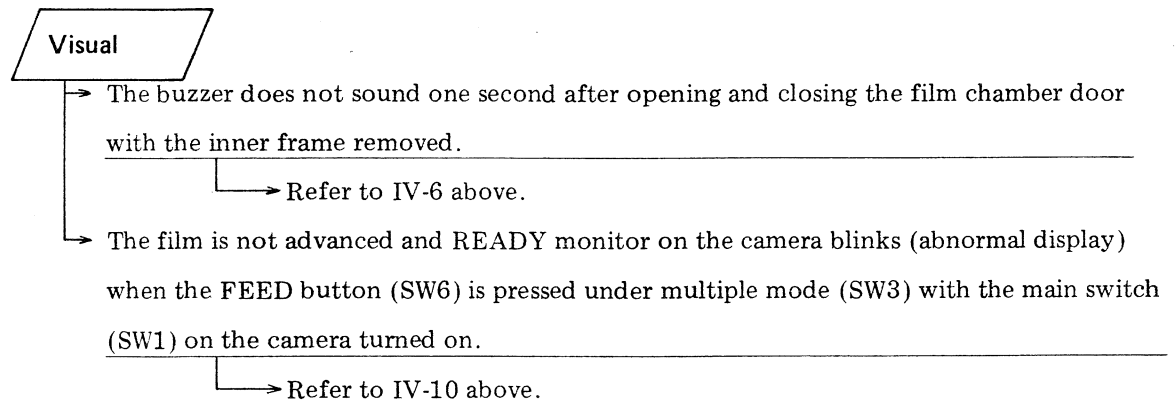 Visual
The buzzer does not sound one second after opening and closing the film chamber door
with the inner frame removed.
Refer to IV-6 above.
The film is not advanced and READY monitor on the camera blinks (abnormal display)
when the FEED button (SW6) is pressed under multiple mode (SW3) with the main switch
(SW1) on the camera turned on.
Refer to IV-10 above.